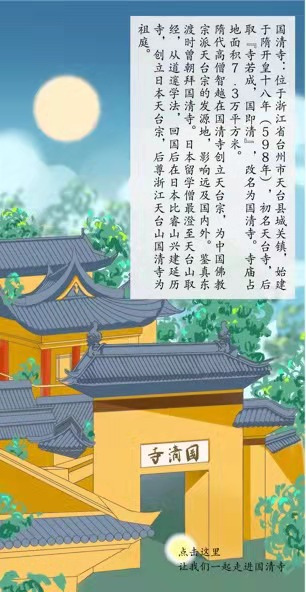 国清寺：位于浙江省台州市天台县城关镇，始建
于隋开皇十八年（598年），初名天台寺，后
取『寺若成，国即清』，改名为国清寺。寺庙占
地面积7.3万平方米。
隋代高僧智越在国清寺创立天台宗，为中国佛教
宗派天台宗的发源地，影响远及国内外。鉴真东
渡时曾朝拜国清寺。日本留学僧最澄至天台山取
经，从道邃学法，回国后在日本比睿山兴建延历
寺，创立日本天台宗，后尊浙江天台山国清寺为
祖庭。
国清寺
点击这里
让我们一起走进国清寺